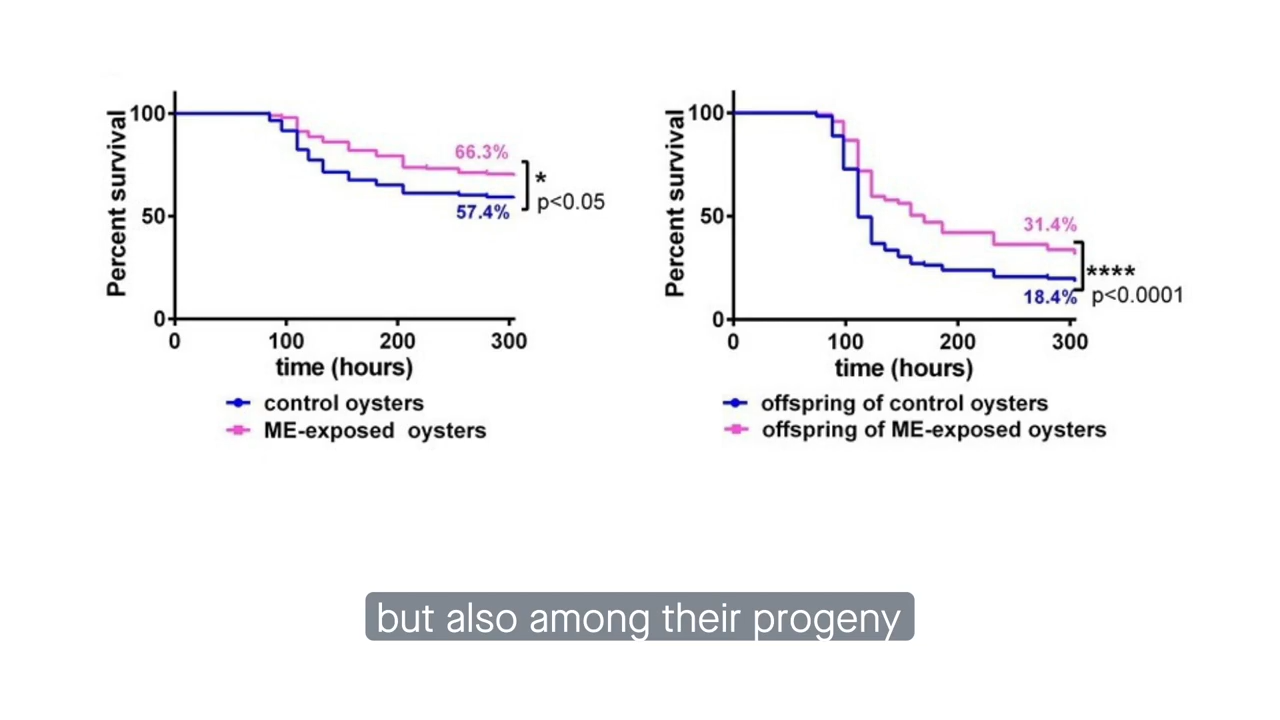 Percent survival
100
50
0
0 100 200 300
time (hours)
66.3%
57.4%
*
p<0.05
control oysters
ME-exposed oysters
Percent survival
100
50
0
0 100 200 300
time (hours)
31.4%
18.4%
****
p<0.0001
offspring of control oysters
offspring of ME-exposed oysters
but also among their progeny